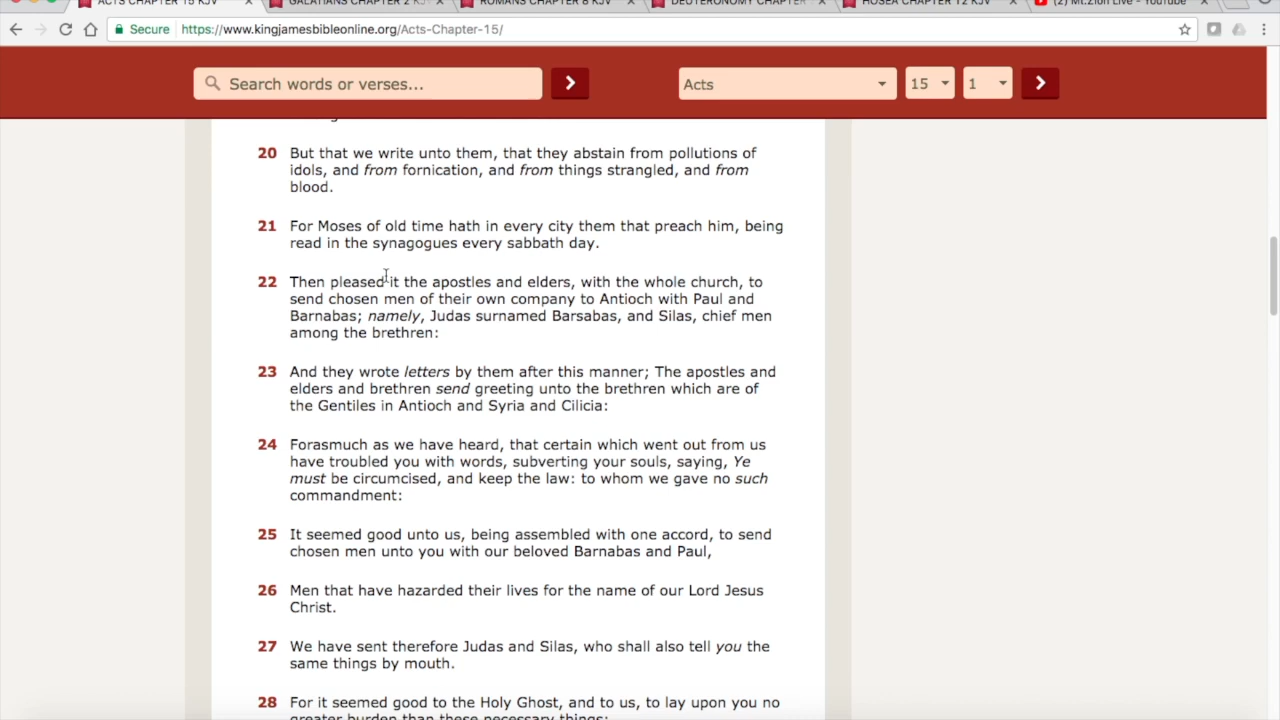 ACTS CHAPTER 15 KJV
GALATIANS CHAPTER 2 KJV
ROMANS CHAPTER 8 KJV
DEUTERONOMY CHAPTER
HOSEA CHAPTER 12 KJV
(2) Mt.Zion Live - YouTube
Secure https://www.kingjamesbibleonline.org/Acts-Chapter-15/
Search words or verses...
Acts
15
1
20 But that we write unto them, that they abstain from pollutions of
idols, and from fornication, and from things strangled, and from
blood.
21 For Moses of old time hath in every city them that preach him, being
read in the synagogues every sabbath day.
22 Then pleased it the apostles and elders, with the whole church, to
send chosen men of their own company to Antioch with Paul and
Barnabas; namely, Judas surnamed Barsabas, and Silas, chief men
among the brethren:
23 And they wrote letters by them after this manner; The apostles and
elders and brethren send greeting unto the brethren which are of
the Gentiles in Antioch and Syria and Cilicia:
24 Forasmuch as we have heard, that certain which went out from us
have troubled you with words, subverting your souls, saying, Ye
must be circumcised, and keep the law: to whom we gave no such
commandment:
25 It seemed good unto us, being assembled with one accord, to send
chosen men unto you with our beloved Barnabas and Paul,
26 Men that have hazarded their lives for the name of our Lord Jesus
Christ.
27 We have sent therefore Judas and Silas, who shall also tell you the
same things by mouth.
28 For it seemed good to the Holy Ghost, and to us, to lay upon you no
greater burden than these necessary things;